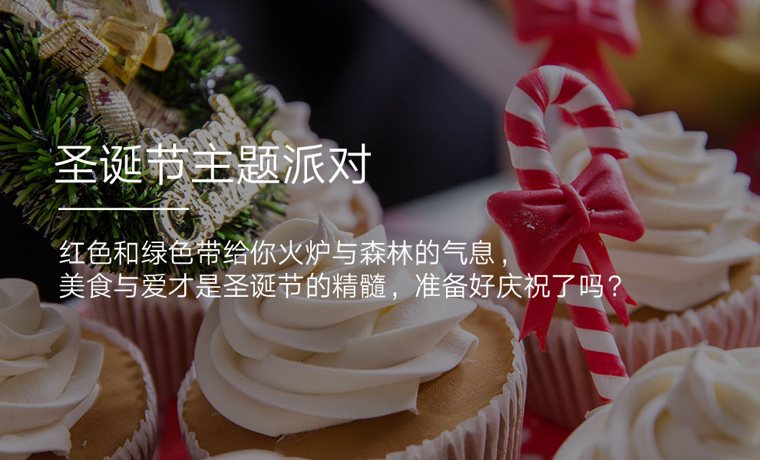 圣诞节主题派对
红色和绿色带给你火炉与森林的气息，
美食与爱才是圣诞节的精髓，准备好庆祝了吗？